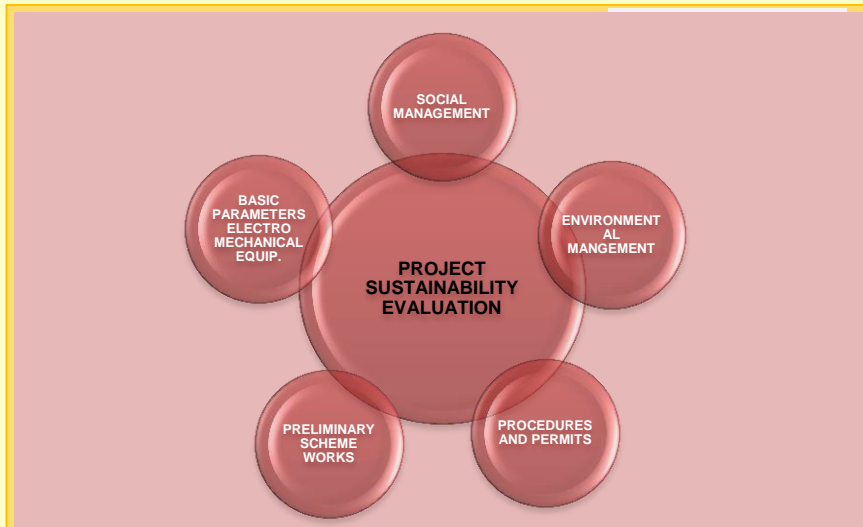 SOCIAL
MANAGEMENT
BASIC
PARAMETERS
ELECTRO
MECHANICAL
EQUIP.
ENVIRONMENT
AL
MANGEMENT
PROJECT
SUSTAINABILITY
EVALUATION
PRELIMINARY
SCHEME
WORKS
PROCEDURES
AND PERMITS